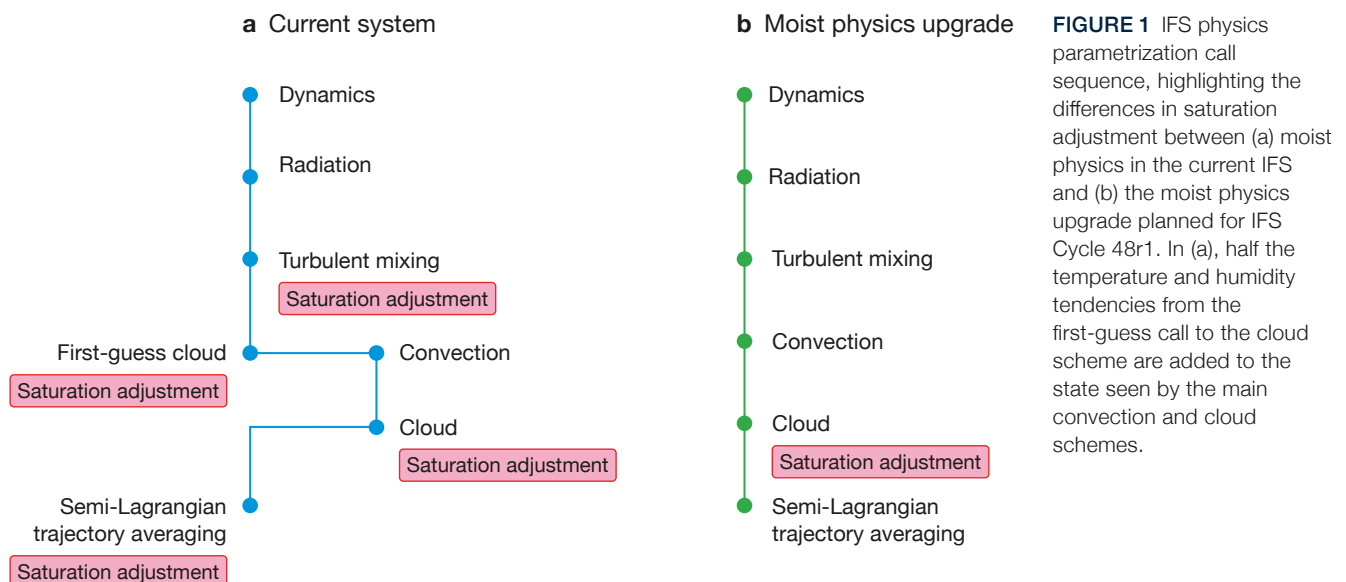 a Current system
Dynamics
Radiation
Turbulent mixing
Saturation adjustment
First-guess cloud
Saturation adjustment
Convection
Cloud
Saturation adjustment
Semi-Lagrangian
trajectory averaging
Saturation adjustment
b Moist physics upgrade
Dynamics
Radiation
Turbulent mixing
Convection
Cloud
Saturation adjustment
Semi-Lagrangian
trajectory averaging
FIGURE 1 IFS physics
parametrization call
sequence, highlighting the
differences in saturation
adjustment between (a) moist
physics in the current IFS
and (b) the moist physics
upgrade planned for IFS
Cycle 48r1. In (a), half the
temperature and humidity
tendencies from the
first-guess call to the cloud
scheme are added to the
state seen by the main
convection and cloud
schemes.